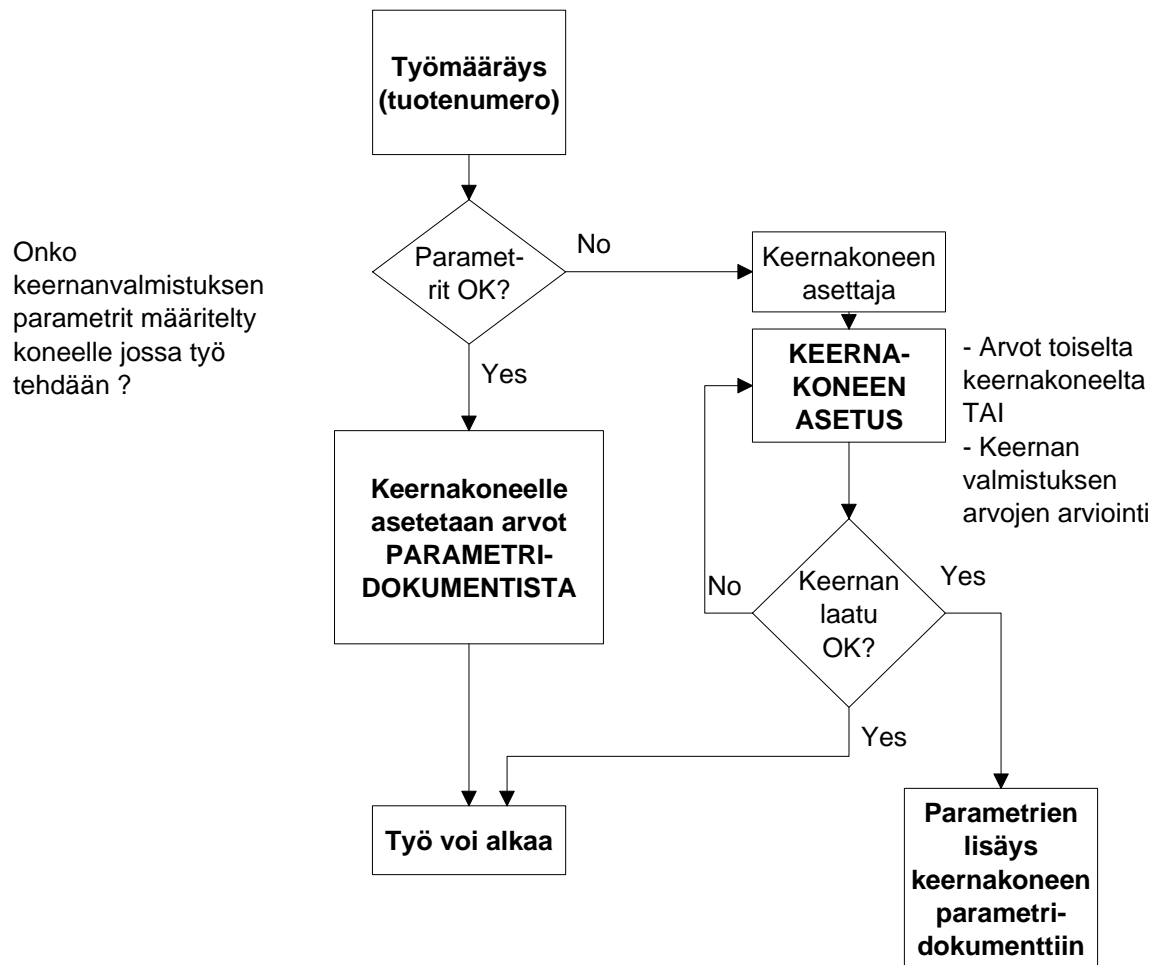 Työmääräys
(tuotenumero)
Onko
keernanvalmistuksen
parametrit määritelty
koneelle jossa työ
tehdään ?
Paramet-
rit OK?
No
Keernakoneen
asettaja
Yes
KEERNA-
KONEEN
ASETUS
- Arvot toiselta
keernakoneelta
TAI
- Keernan
valmistuksen
arvojen arviointi
Keernakoneelle
asetetaan arvot
PARAMETRI-
DOKUMENTISTA
No
Keernan
laatu
OK?
Yes
Yes
Työ voi alkaa
Parametrien
lisäys
keernakoneen
parametri-
dokumenttiin